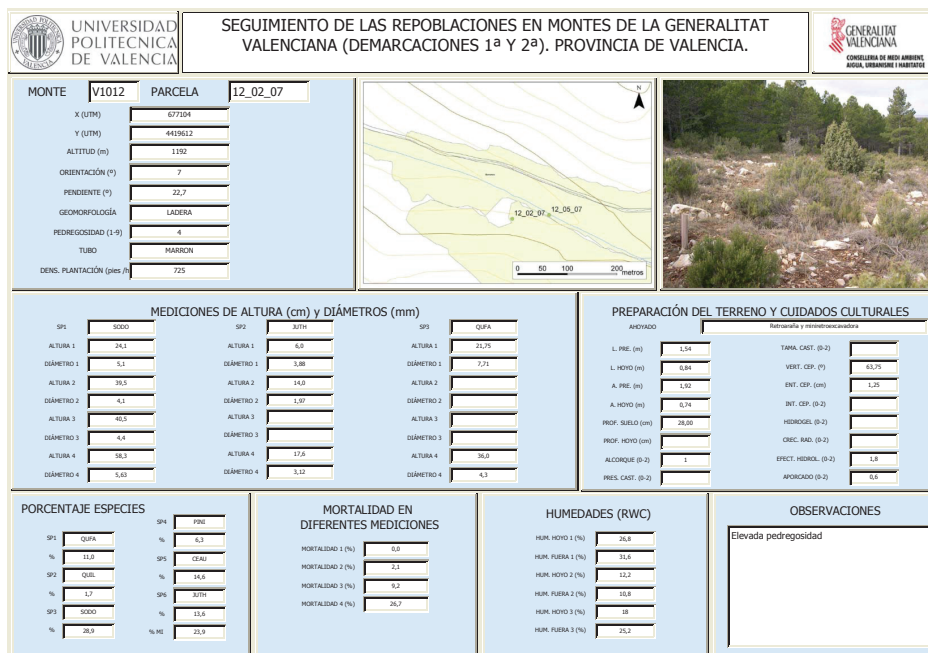 UNIVERSIDAD
POLITECNICA
DE VALENCIA
SEGUIMIENTO DE LAS REPOBLACIONES EN MONTES DE LA GENERALITAT
VALENCIANA (DEMARCACIONES 1ª Y 2ª). PROVINCIA DE VALENCIA.
GENERALITAT
VALENCIANA
CONSELLERIA DE MEDI AMBIENT,
AIGUA, URBANISME I HABITATGE
MONTE V1012 PARCELA 12_02_07
X (UTM) 677104
Y (UTM) 4419612
ALTITUD (m) 1192
ORIENTACIÓN (º) 7
PENDIENTE (º) 22,7
GEOMORFOLOGÍA LADERA
PEDREGOSIDAD (1-9) 4
TUBO MARRON
DENS. PLANTACIÓN (pies /h 725
N
12_02_07 12_05_07
0 50 100 200 metros
MEDICIONES DE ALTURA (cm) y DIÁMETROS (mm)
SP1 SODO SP2 JUTH SP3 QUFA
ALTURA 1 24,1 ALTURA 1 6,0 ALTURA 1 21,75
DIÁMETRO 1 5,1 DIÁMETRO 1 3,88 DIÁMETRO 1 7,71
ALTURA 2 39,5 ALTURA 2 14,0 ALTURA 2
DIÁMETRO 2 4,1 DIÁMETRO 2 1,97 DIÁMETRO 2
ALTURA 3 40,5 ALTURA 3 ALTURA 3
DIÁMETRO 3 4,4 DIÁMETRO 3 DIÁMETRO 3
ALTURA 4 58,3 ALTURA 4 17,6 ALTURA 4 36,0
DIÁMETRO 4 5,63 DIÁMETRO 4 3,12 DIÁMETRO 4 4,3
PREPARACIÓN DEL TERRENO Y CUIDADOS CULTURALES
AHOYADO Retroaraña y miniretroexcavadora
L. PRE. (m) 1,54 TAMA. CAST. (0-2)
L. HOYO (m) 0,84 VERT. CEP. (º) 63,75
A. PRE. (m) 1,92 ENT. CEP. (cm) 1,25
A. HOYO (m) 0,74 INT. CEP. (0-2)
PROF. SUELO (cm) 28,00 HIDROGEL (0-2)
PROF. HOYO (cm) CREC. RAD. (0-2)
ALCORQUE (0-2) 1 EFECT. HIDROL. (0-2) 1,8
PRES. CAST. (0-2) APORCADO (0-2) 0,6
PORCENTAJE ESPECIES
SP4 PINI
SP1 QUFA % 6,3
% 11,0 SP5 CEAU
SP2 QUIL % 14,6
% 1,7 SP6 JUTH
SP3 SODO % 13,6
% 28,9 % MI 23,9
MORTALIDAD EN
DIFERENTES MEDICIONES
MORTALIDAD 1 (%) 0,0
MORTALIDAD 2 (%) 2,1
MORTALIDAD 3 (%) 9,2
MORTALIDAD 4 (%) 26,7
HUMEDADES (RWC)
HUM. HOYO 1 (%) 26,8
HUM. FUERA 1 (%) 31,6
HUM. HOYO 2 (%) 12,2
HUM. FUERA 2 (%) 10,8
HUM. HOYO 3 (%) 18
HUM. FUERA 3 (%) 25,2
OBSERVACIONES
Elevada pedregosidad